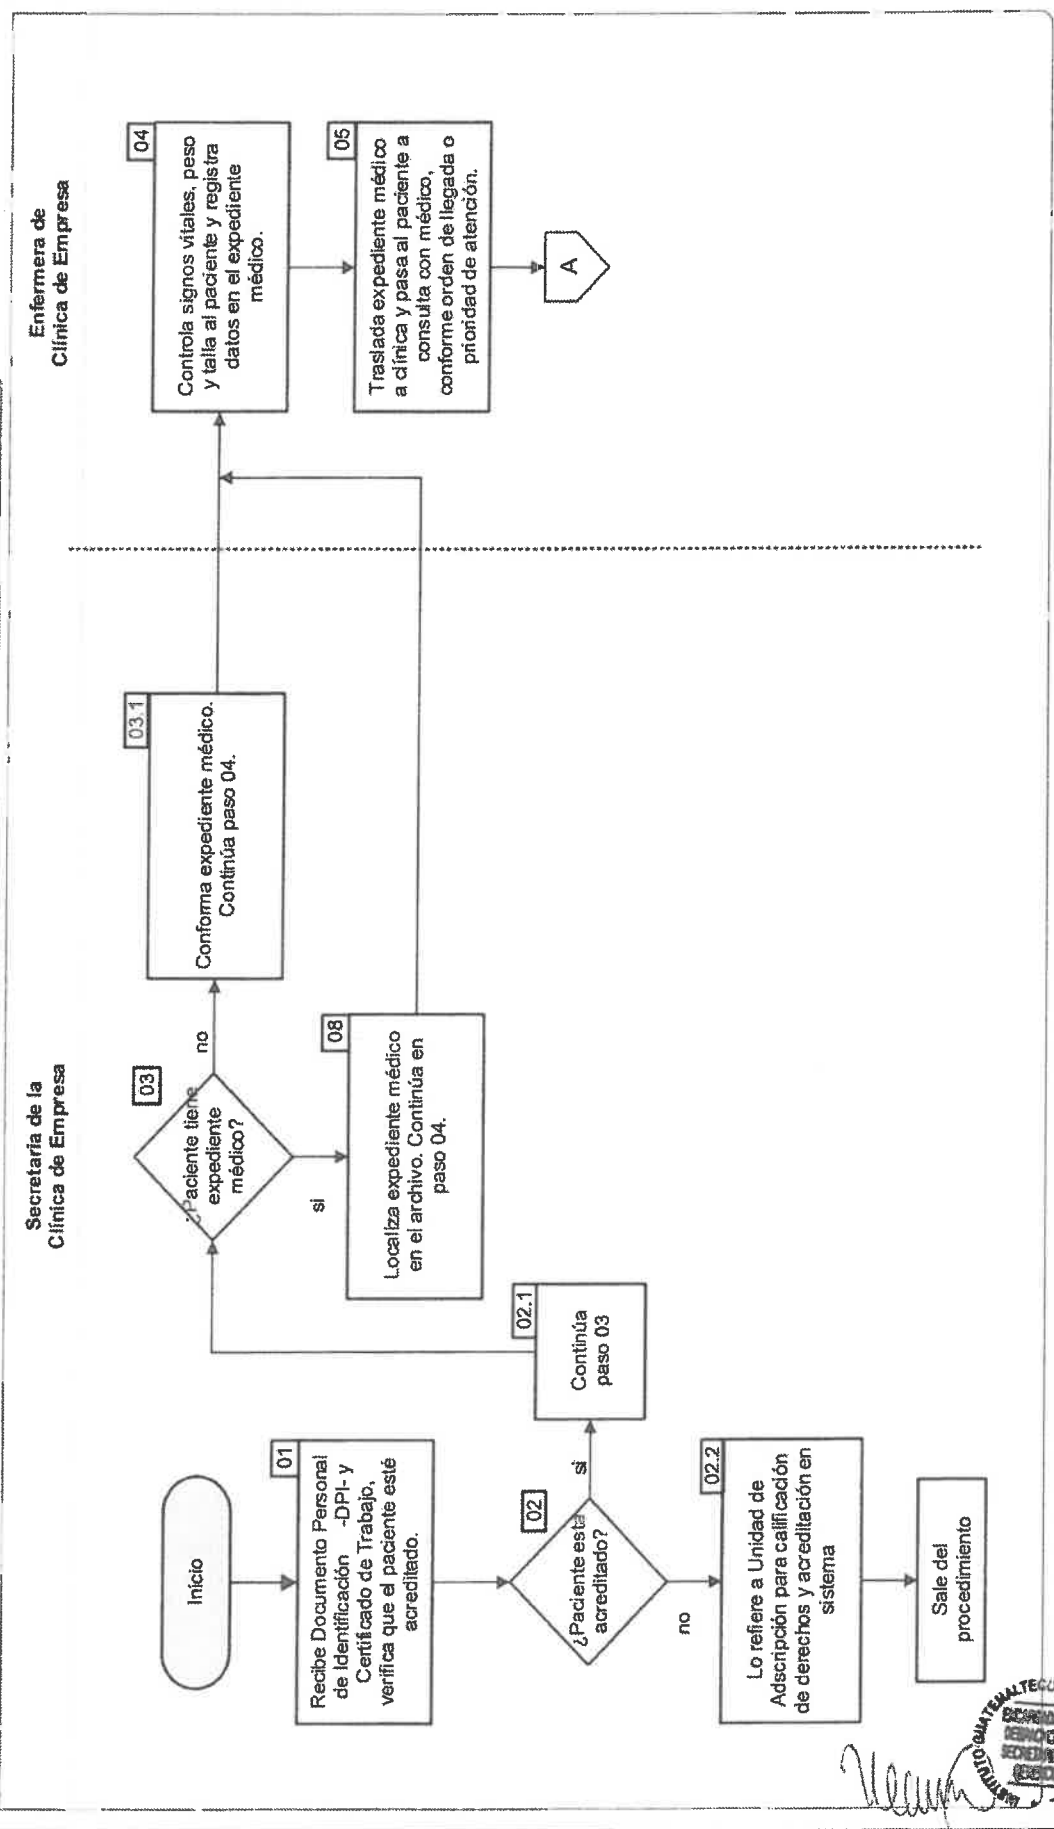 Secretaria de la
Clínica de Empresa
Enfermera de
Clínica de Empresa
Inicio
01
Recibe Documento Personal
de Identificación -DPI- y
Certificado de Trabajo,
verifica que el paciente esté
acreditado.
02
¿Paciente está
acreditado?
si
no
02.1
Continúa
paso 03
02.2
Lo refiere a Unidad de
Adscripción para calificación
de derechos y acreditación en
sistema
Sale del
procedimiento
03
¿Paciente tiene
expediente
médico?
no
si
03.1
Conforma expediente médico.
Continúa paso 04.
08
Localiza expediente médico
en el archivo. Continúa en
paso 04.
04
Controla signos vitales, peso
y talla al paciente y registra
datos en el expediente
médico.
05
Traslada expediente médico
a clínica y pasa al paciente a
consulta con médico,
conforme orden de llegada o
prioridad de atención.
A